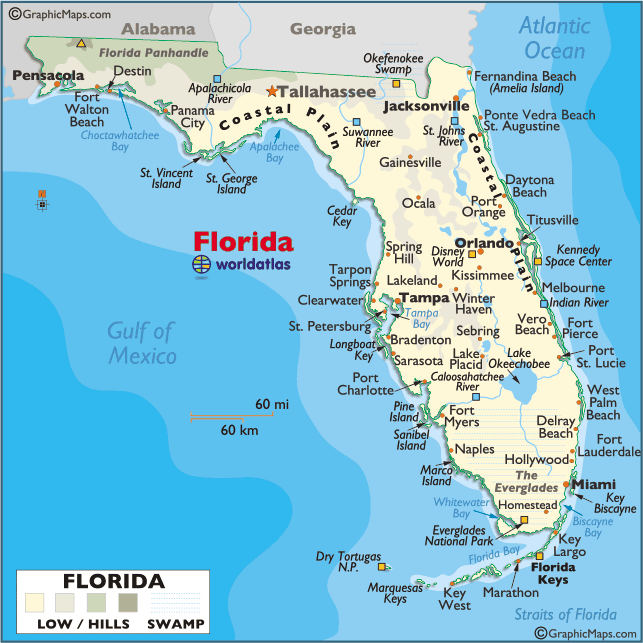 ©GraphicMaps.com
Alabama
Georgia
Atlantic
Ocean
Florida Panhandle
Okefenokee
Swamp
Pensacola
Destin
Fort
Walton
Beach
Choctawhatchee
Bay
Apalachicola
River
Panama
City
Tallahassee
Coastal Plain
Apalachee
Bay
St. Vincent
Island
St. George
Island
Suwannee
River
Jacksonville
Fernandina Beach
(Amelia Island)
St. Johns
River
Ponte Vedra Beach
St. Augustine
Coastal Plain
Gainesville
Daytona
Beach
Ocala
Port
Orange
Cedar
Key
Titusville
Florida
worldatlas
Orlando
Disney
World
Kennedy
Space Center
Spring
Hill
Kissimmee
Tarpon
Springs
Lakeland
Melbourne
Indian River
Clearwater
Tampa
Winter
Haven
St. Petersburg
Tampa
Bay
Vero
Beach
Fort
Pierce
Gulf of
Mexico
Longboat
Key
Bradenton
Sebring
Sarasota
Lake
Placid
Lake
Okeechobee
Port
St. Lucie
Port
Charlotte
Caloosahatchee
River
West
Palm
Beach
60 mi
60 km
Pine
Island
Fort
Myers
Sanibel
Island
Delray
Beach
Fort
Lauderdale
Naples
Hollywood
Marco
Island
The
Everglades
Miami
Key
Biscayne
Whitewater
Bay
Homestead
Biscayne
Bay
Everglades
National Park
Key
Largo
Florida Bay
Dry Tortugas
N.P.
Florida
Keys
Marquesas
Keys
Key
West
Marathon
Straits of Florida
FLORIDA
LOW / HILLS
SWAMP
©GraphicMaps.com